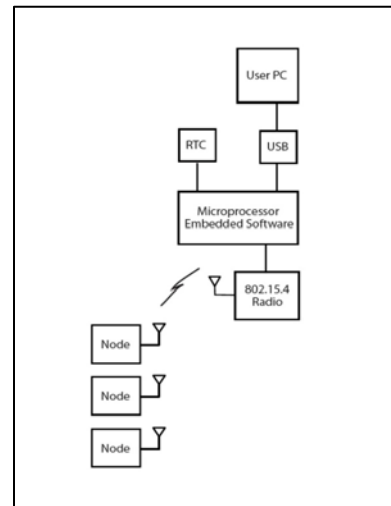 User PC
RTC
USB
Microprocessor
Embedded Software
802.15.4
Radio
Node
Node
Node